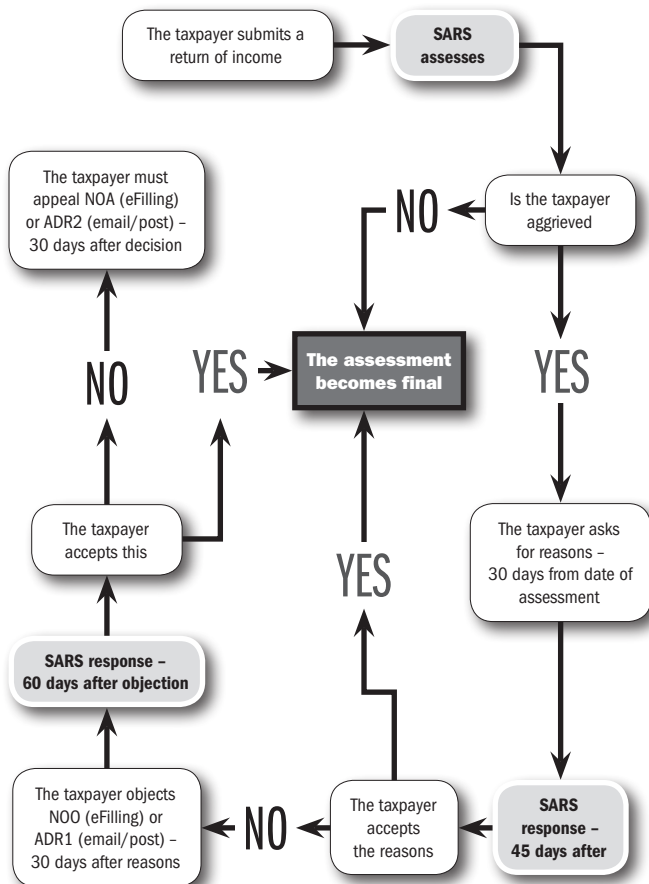 The taxpayer submits a
return of income
SARS
assesses
Is the taxpayer
aggrieved
NO
The assessment
becomes final
YES
The taxpayer asks
for reasons –
30 days from date of
assessment
SARS
response –
45 days after
The taxpayer
accepts
the reasons
YES
NO
The taxpayer objects
NOO (eFilling) or
ADR1 (email/post) –
30 days after reasons
SARS response –
60 days after objection
The taxpayer
accepts this
YES
NO
The taxpayer must
appeal NOA (eFilling)
or ADR2 (email/post) –
30 days after decision